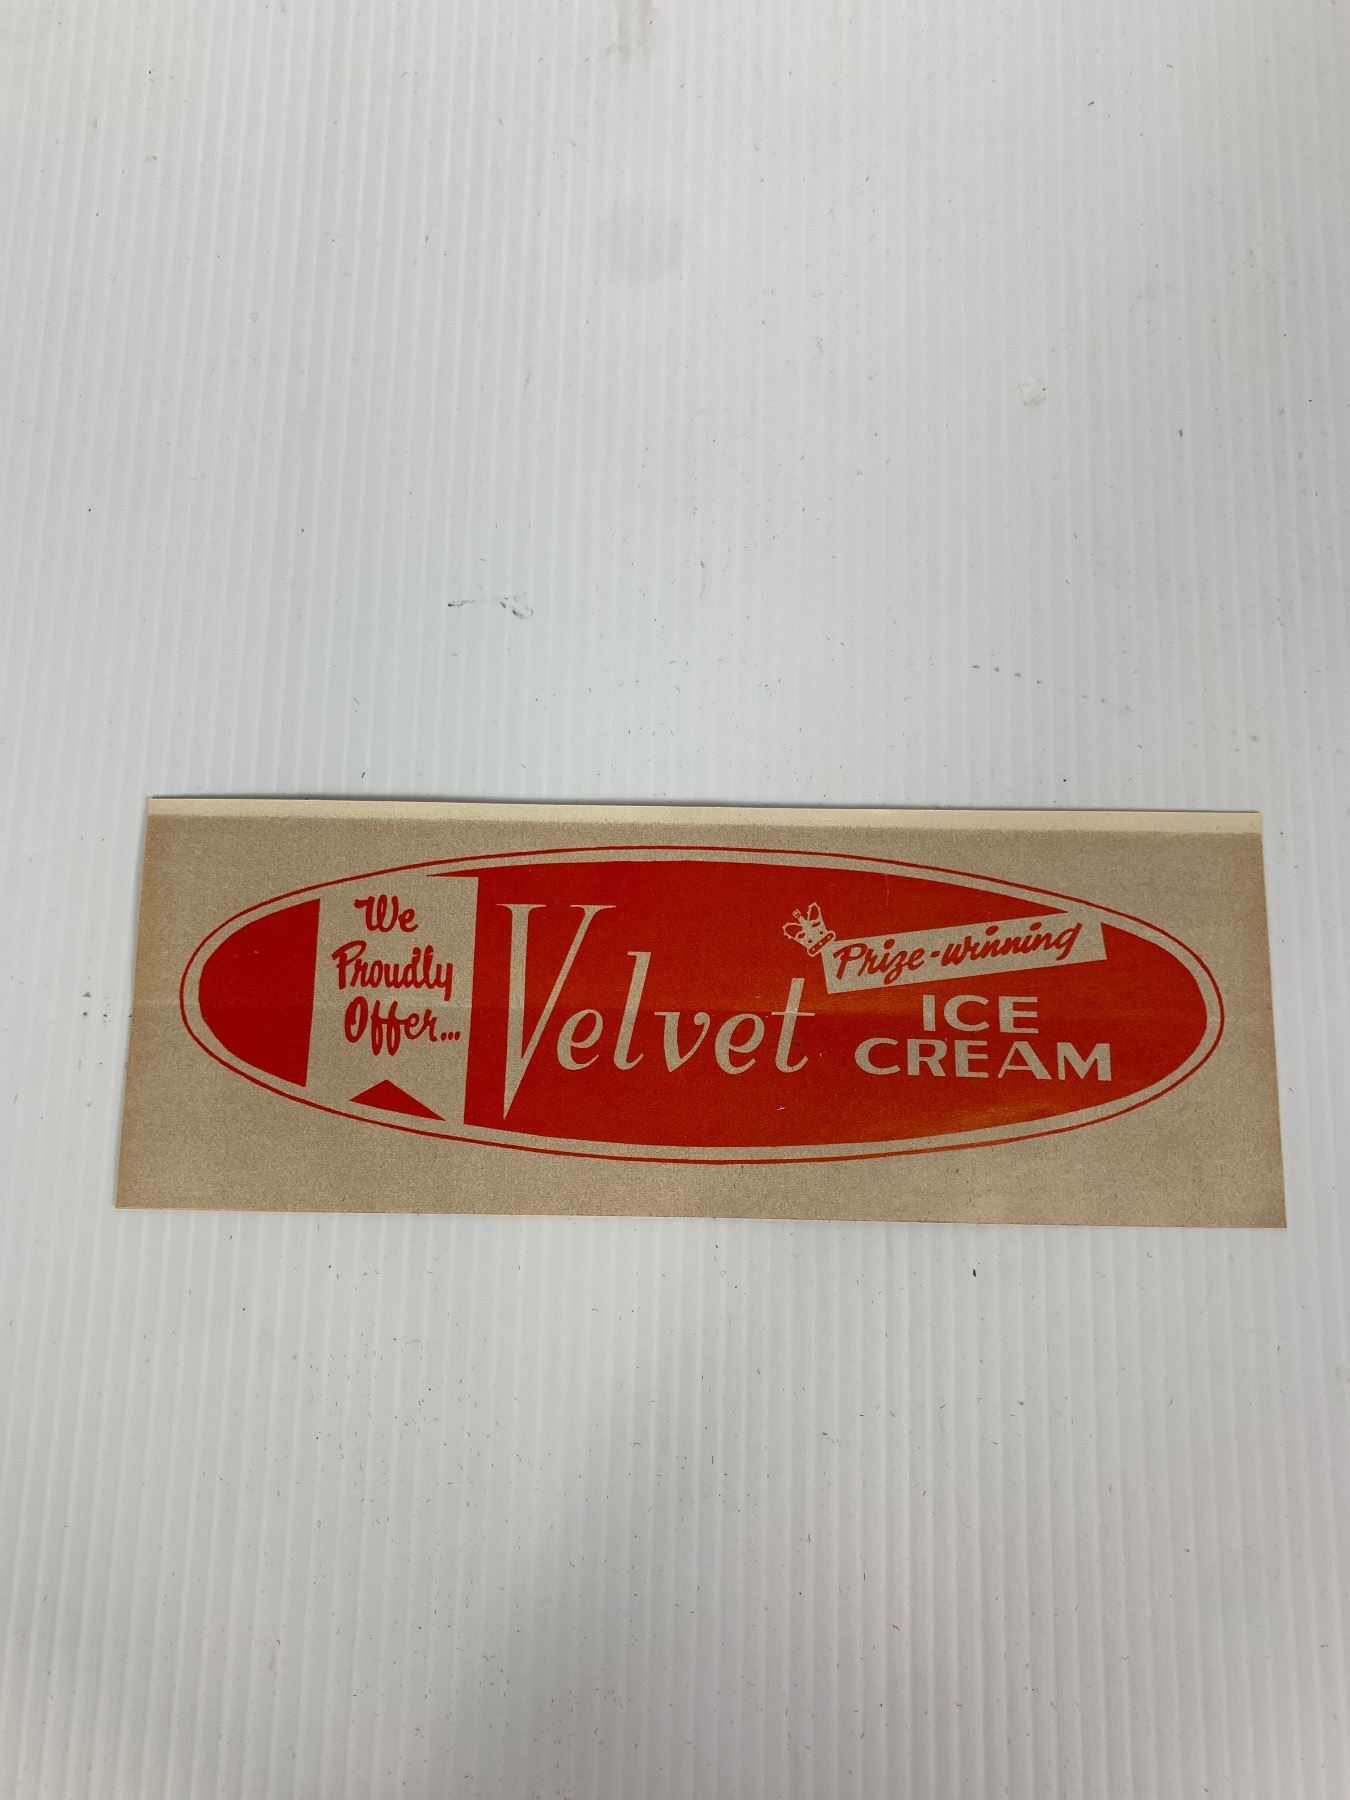 We
Proudly
Offer...
Velvet
Prize-winning
ICE
CREAM